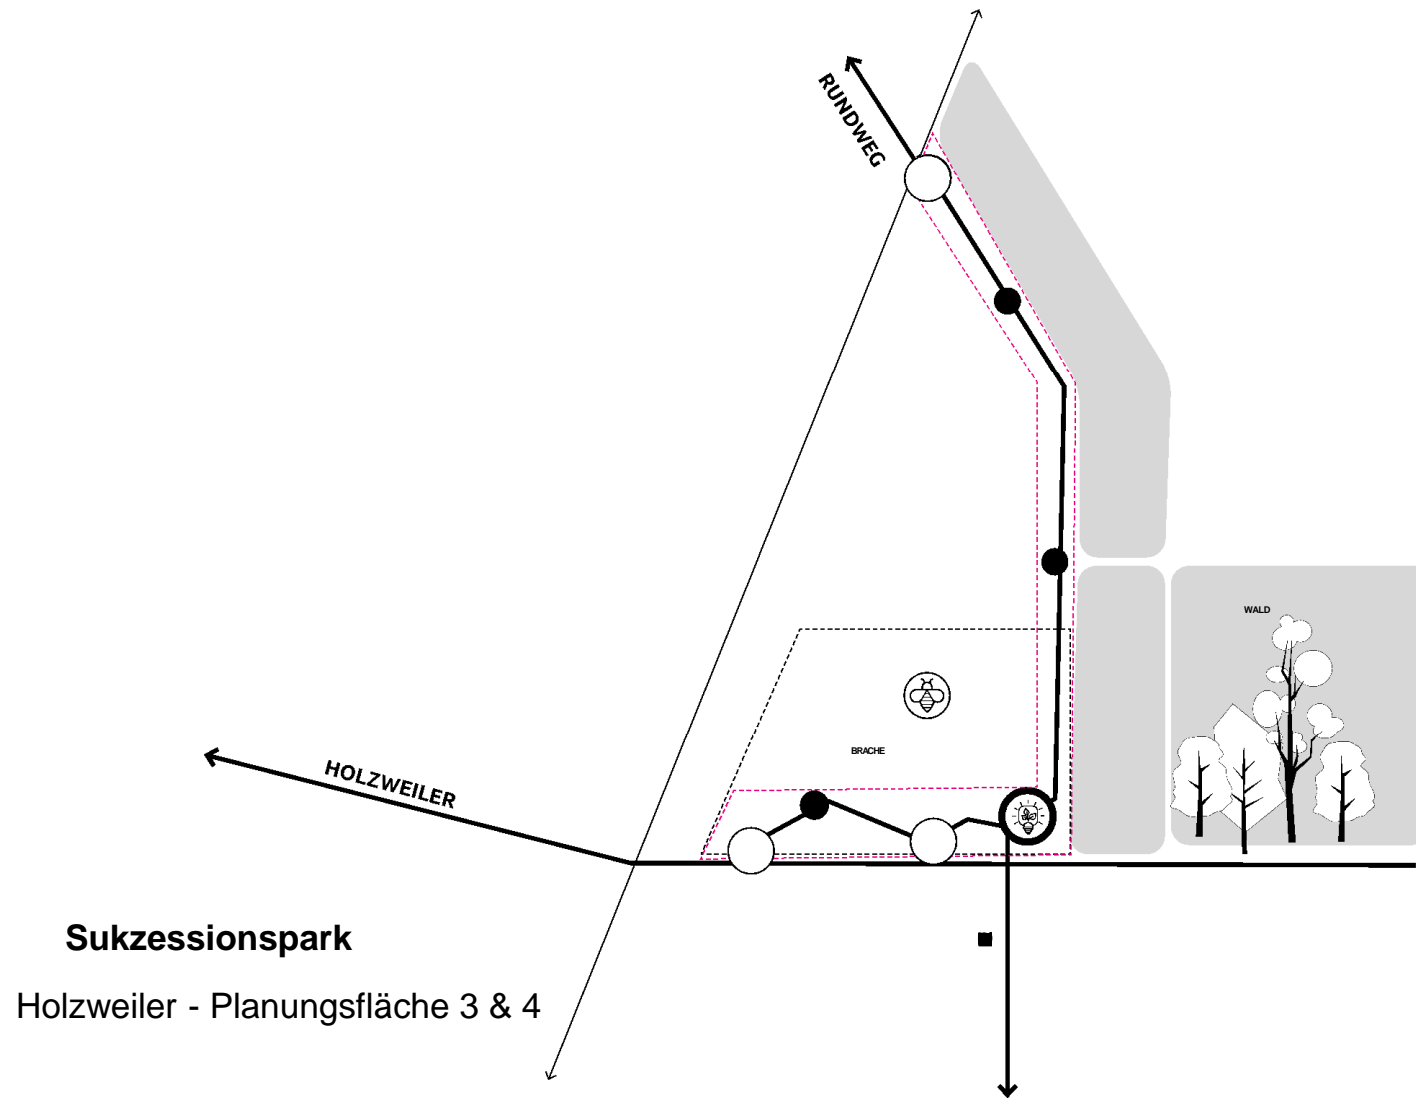 RUNDWEG
WALD
BRACHE
HOLZWEILER
Sukzessionspark
Holzweiler - Planungsfläche 3 & 4